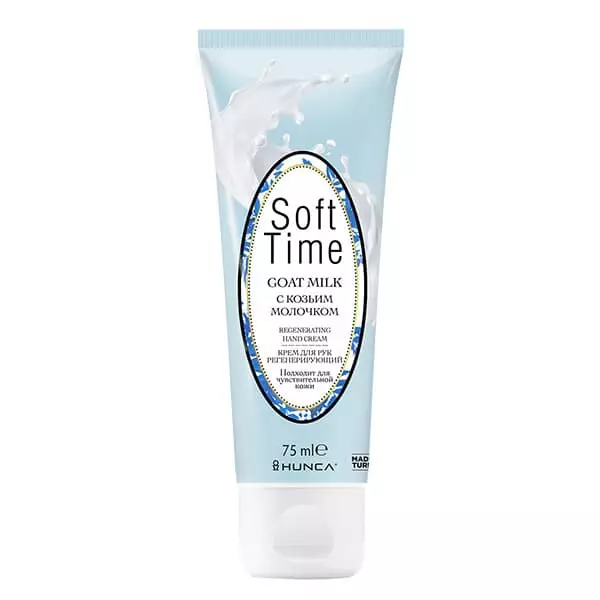 Soft
Time
GOAT MILK
С КОЗЬИМ
МОЛОЧКОМ
REGENERATING
HAND CREAM
КРЕМ ДЛЯ РУК
РЕГЕНЕРИРУЮЩИЙ
Подходит для
чувствительной
кожи
75 ml e
HUNCA